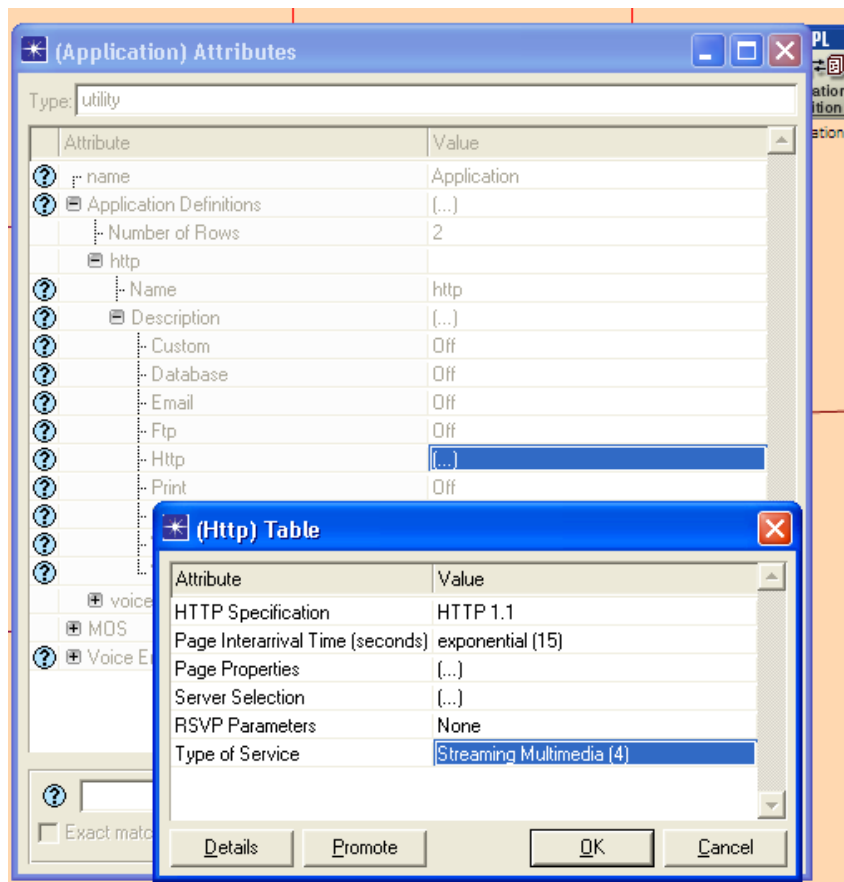 (Application) Attributes
PL
Type: utility
ation
ition
ation
Attribute Value
name Application
Application Definitions (...)
Number of Rows 2
http
Name http
Description (...)
Custom Off
Database Off
Email Off
Ftp Off
Http (...)
Print Off
voice
MOS
Voice E
Exact matc
(Http) Table
Attribute Value
HTTP Specification HTTP 1.1
Page Interarrival Time (seconds) exponential (15)
Page Properties (...)
Server Selection (...)
RSVP Parameters None
Type of Service Streaming Multimedia (4)
Details Promote OK Cancel